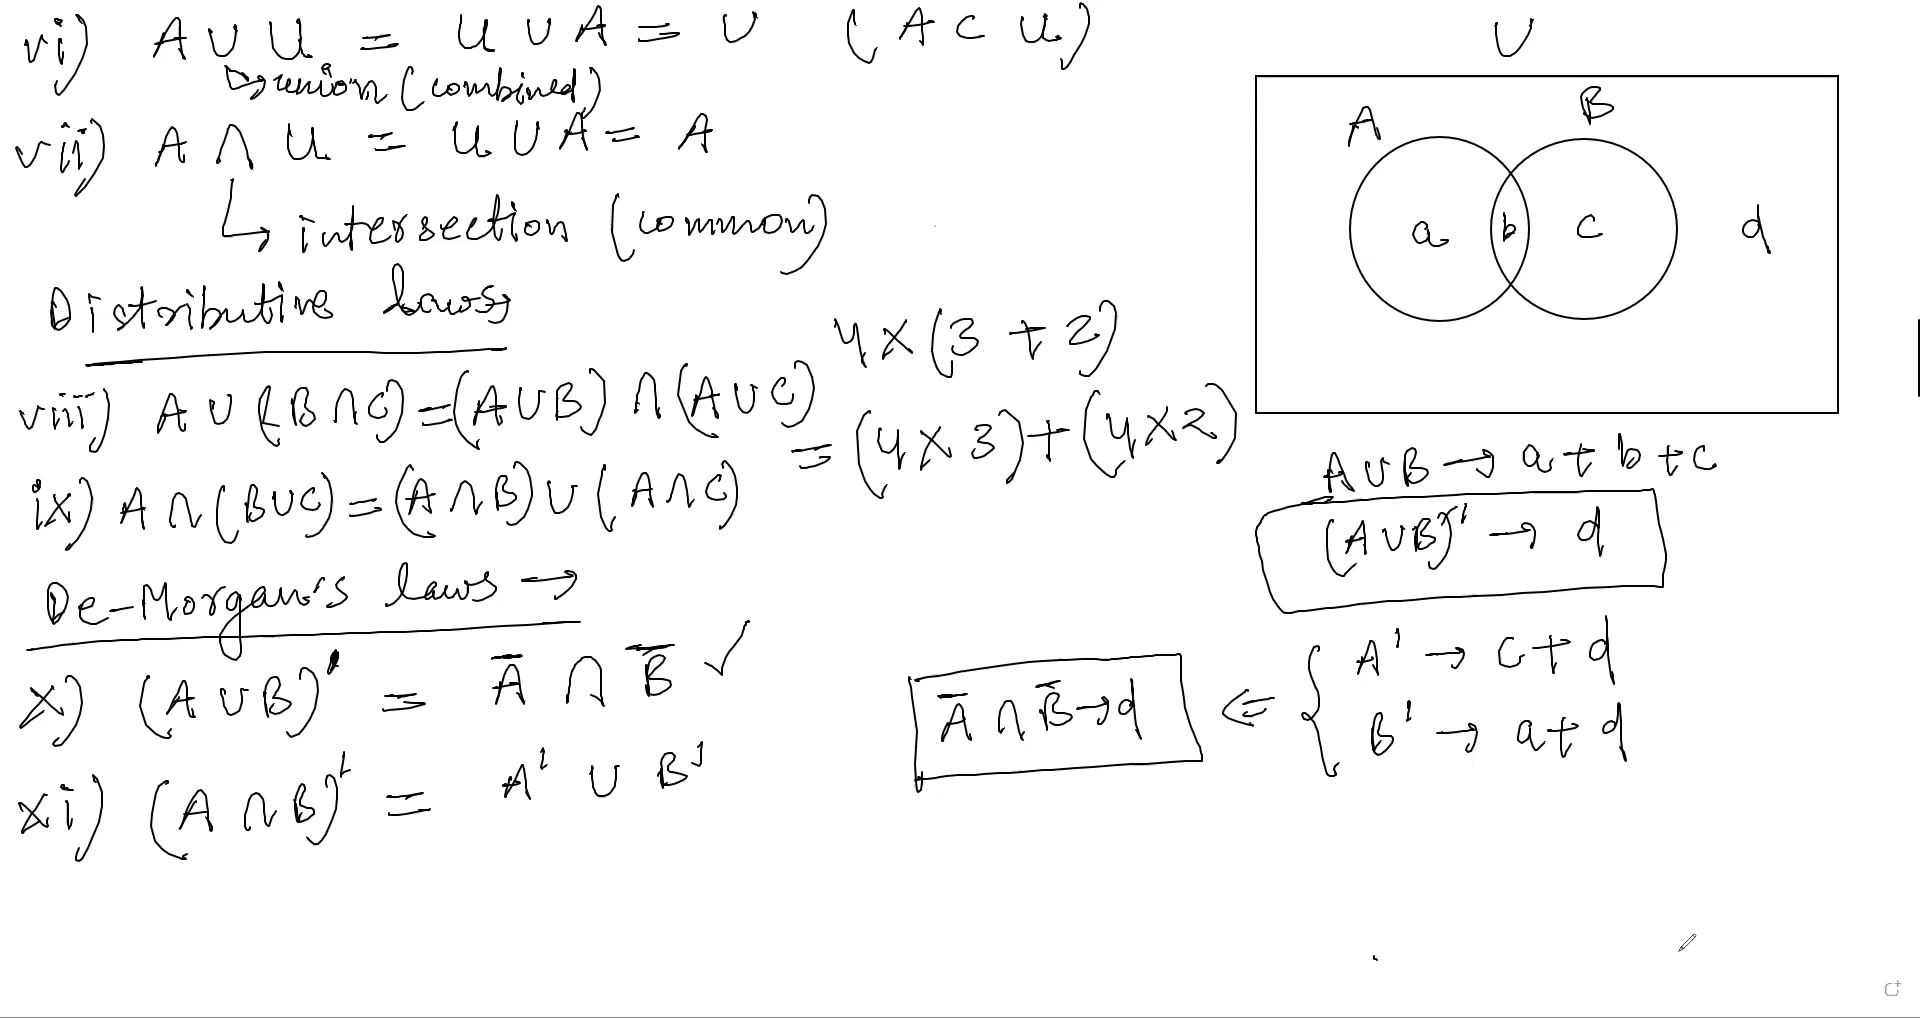 vi) A ∪ U = U ∪ A = U (A ⊂ U)
↳ union (combined)
vii) A ∩ U = U ∪ A = A
↳ intersection (common)
Distributive laws
viii) A ∪ (B ∩ C) = (A ∪ B) ∩ (A ∪ C)
ix) A ∩ (B ∪ C) = (A ∩ B) ∪ (A ∩ C)
4 × (3 + 2)
= (4 × 3) + (4 × 2)
De-Morgan's laws →
x) (A ∪ B)' = A̅ ∩ B̅ ✓
xi) (A ∩ B)' = A' ∪ B'
U
A B
a b c d
A ∪ B → a + b + c
(A ∪ B)' → d
A' → c + d
B' → a + d
A̅ ∩ B̅ → d ⇐ {